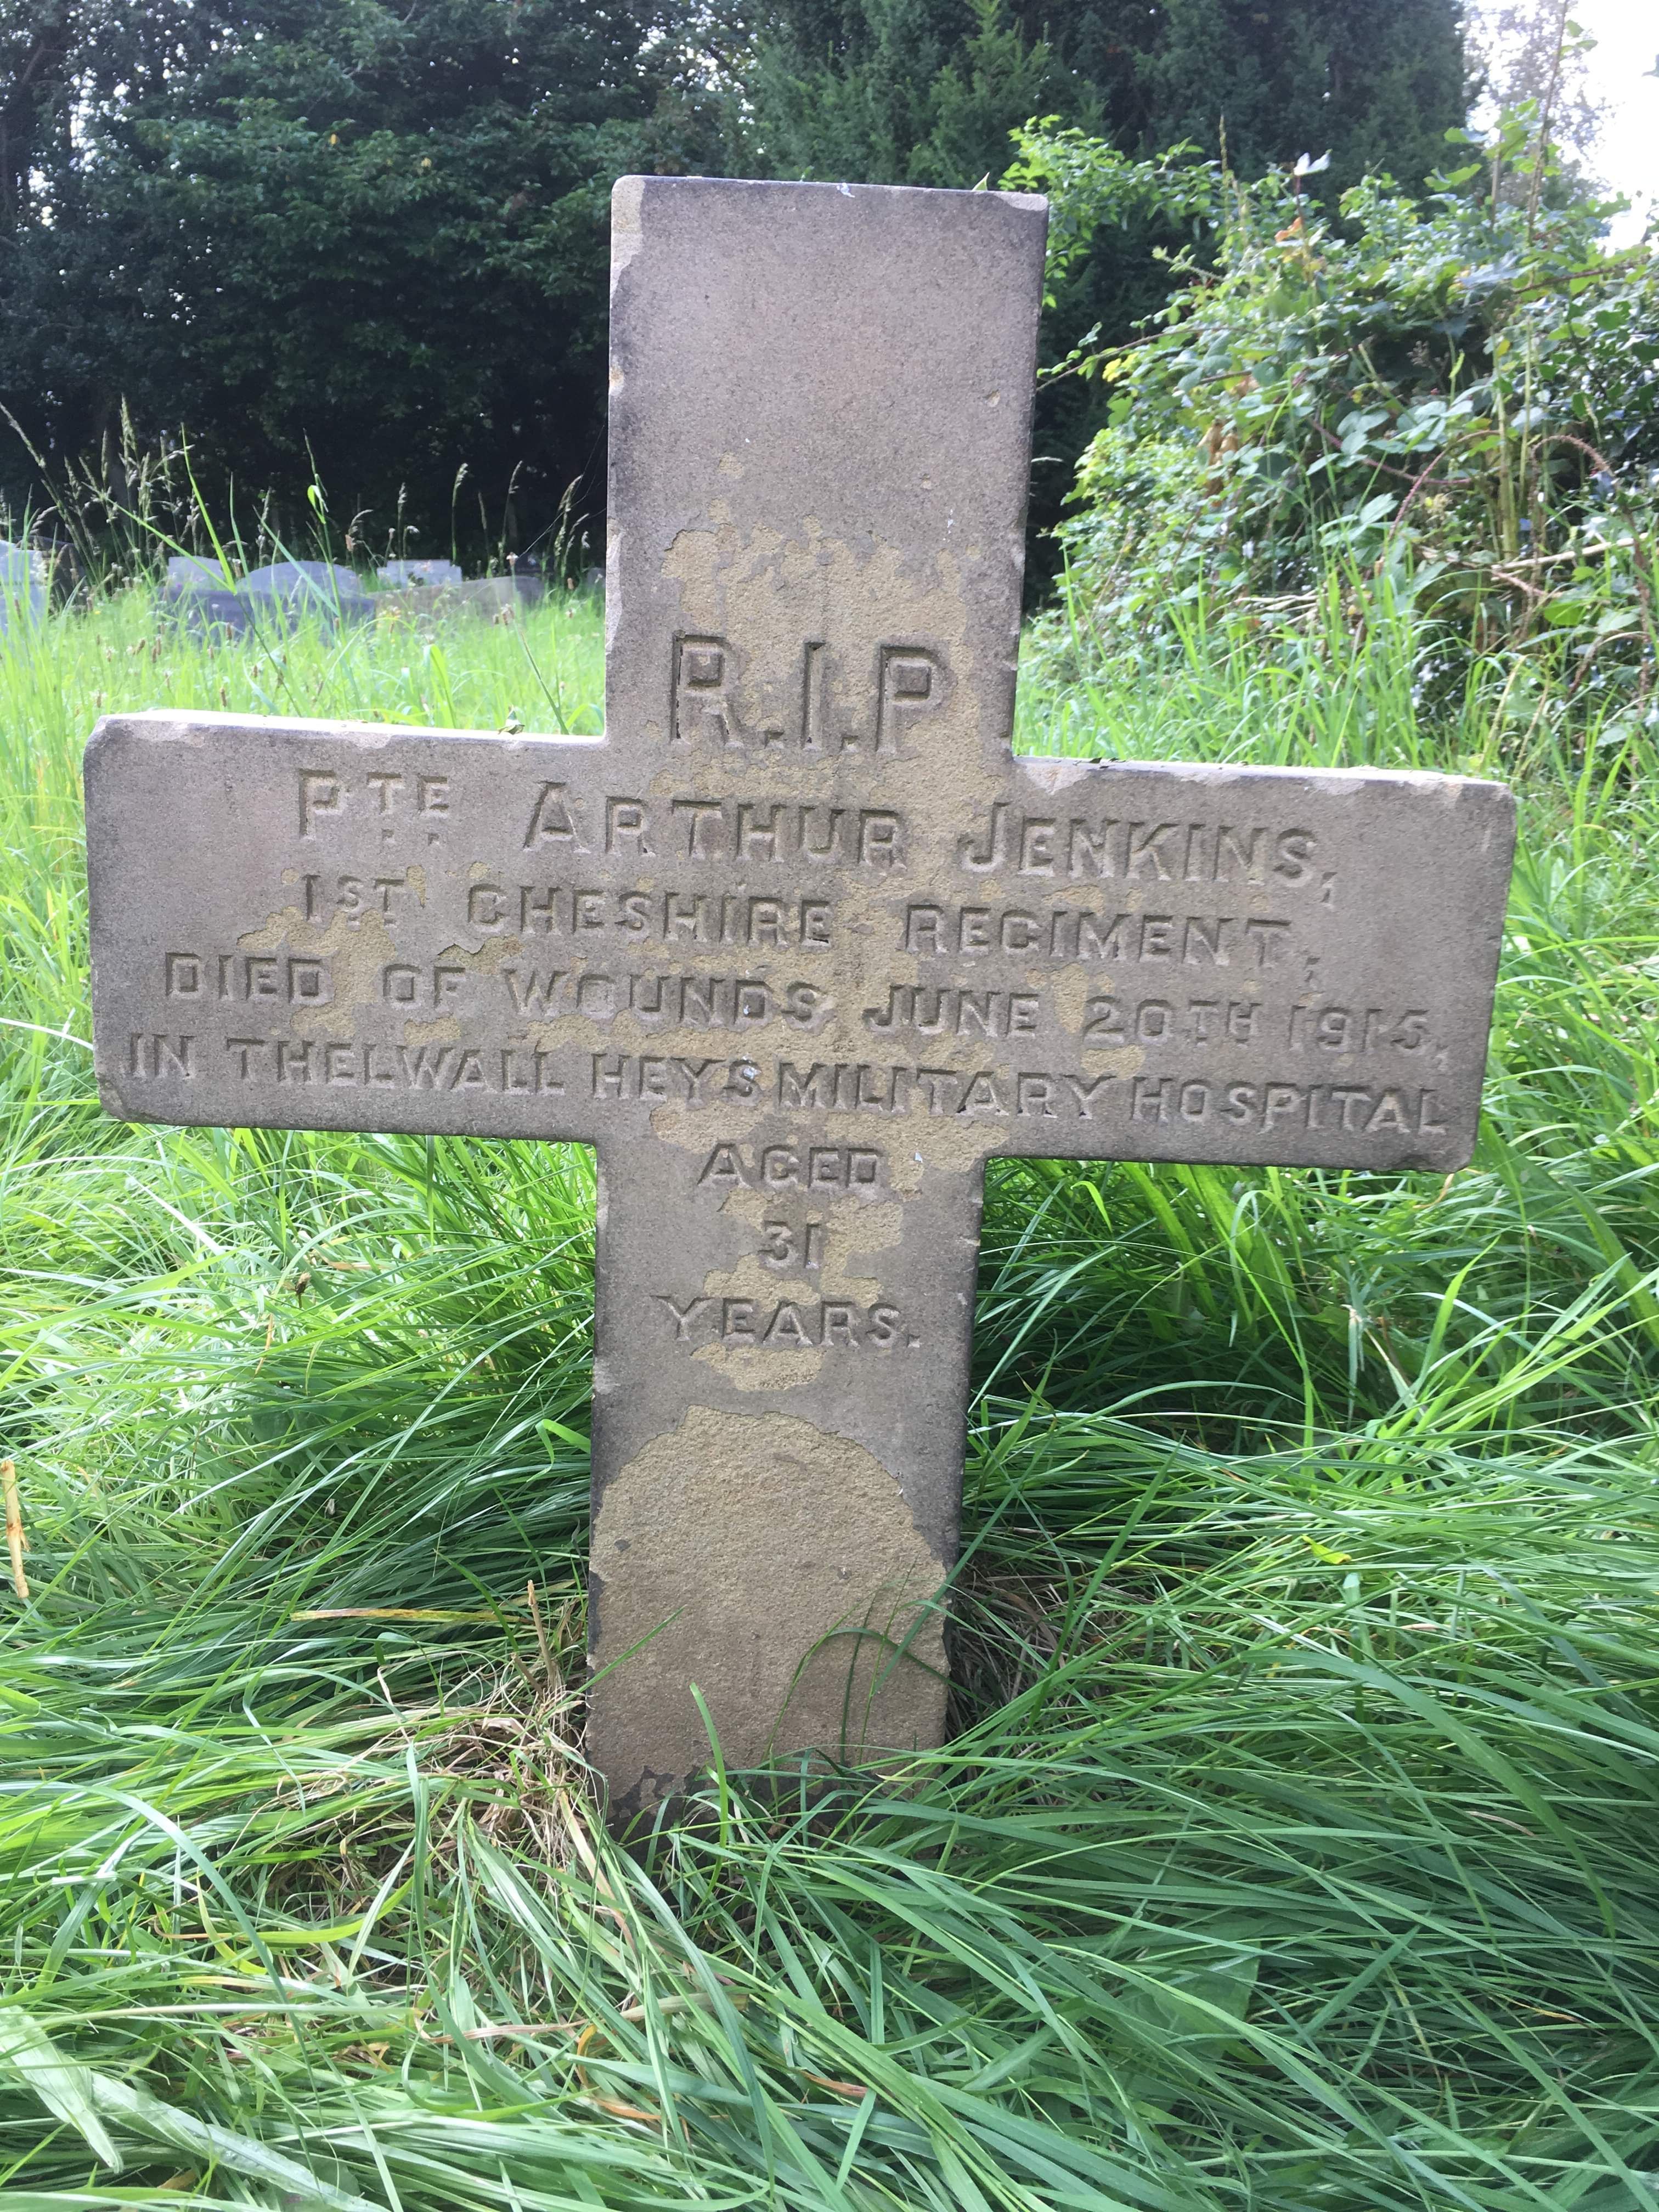 R.I.P
PTE ARTHUR JENKINS,
1ST CHESHIRE REGIMENT,
DIED OF WOUNDS JUNE 20TH 1915,
IN THELWALL HEYS MILITARY HOSPITAL
AGED
31
YEARS.